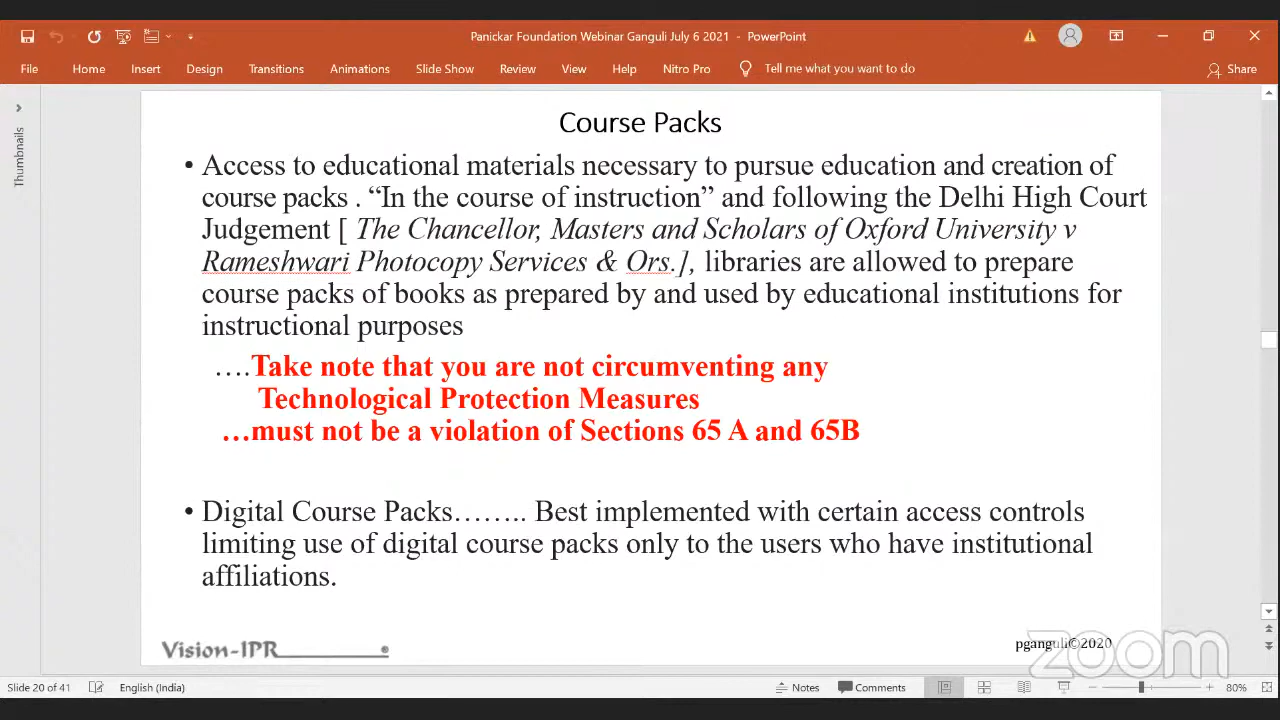 Panickar Foundation Webinar Ganguli July 6 2021 - PowerPoint
File Home Insert Design Transitions Animations Slide Show Review View Help Nitro Pro Tell me what you want to do Share
Thumbnails
Course Packs
• Access to educational materials necessary to pursue education and creation of
course packs . “In the course of instruction” and following the Delhi High Court
Judgement [ The Chancellor, Masters and Scholars of Oxford University v
Rameshwari Photocopy Services & Ors.], libraries are allowed to prepare
course packs of books as prepared by and used by educational institutions for
instructional purposes
….Take note that you are not circumventing any
Technological Protection Measures
…must not be a violation of Sections 65 A and 65B
• Digital Course Packs…….. Best implemented with certain access controls
limiting use of digital course packs only to the users who have institutional
affiliations.
Vision-IPR
pganguli©2020
zoom
Slide 20 of 41 English (India) Notes Comments 80%